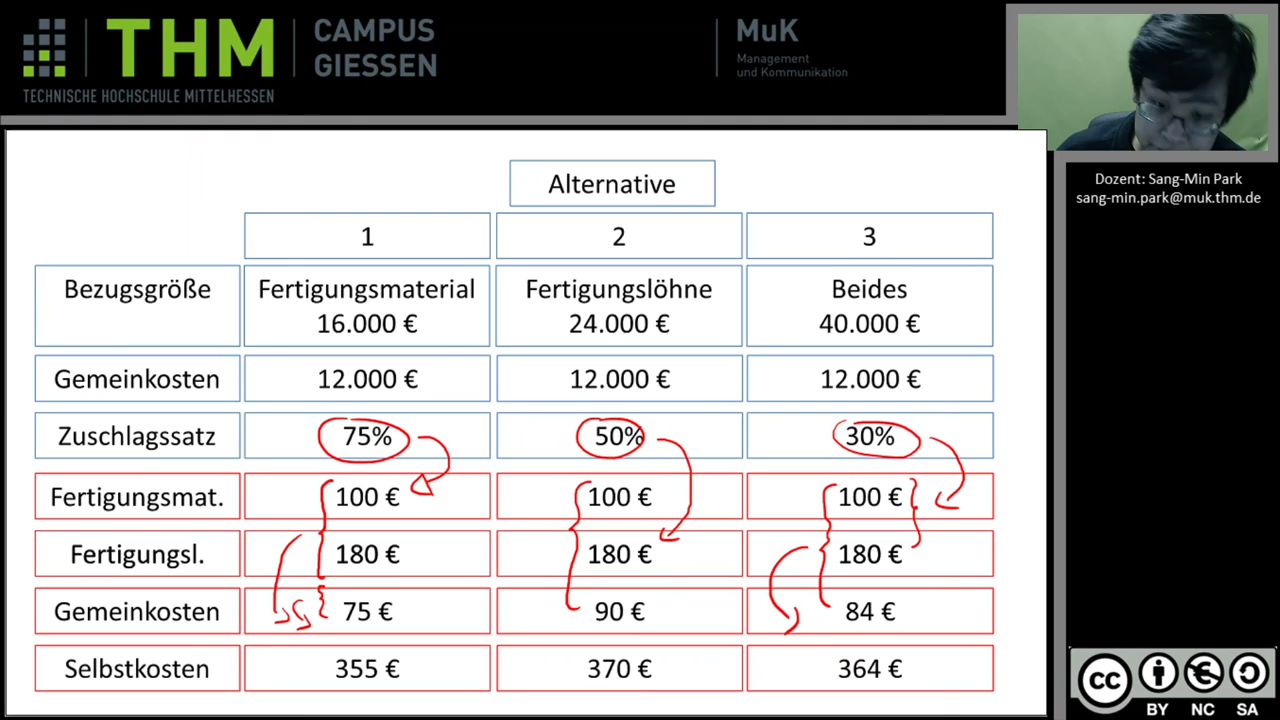 THM
CAMPUS
GIESSEN
TECHNISCHE HOCHSCHULE MITTELHESSEN
MuK
Management
und Kommunikation
Dozent: Sang-Min Park
sang-min.park@muk.thm.de
Alternative
1 2 3
Bezugsgröße Fertigungsmaterial Fertigungslöhne Beides
16.000 € 24.000 € 40.000 €
Gemeinkosten 12.000 € 12.000 € 12.000 €
Zuschlagssatz 75% 50% 30%
Fertigungsmat. 100 € 100 € 100 €
Fertigungsl. 180 € 180 € 180 €
Gemeinkosten 75 € 90 € 84 €
Selbstkosten 355 € 370 € 364 €
cc
BY NC SA